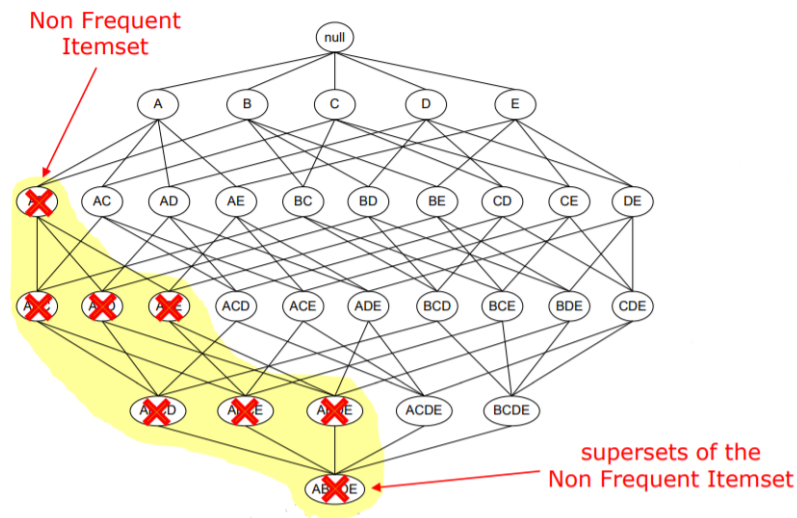 Non Frequent
Itemset
null
A B C D E
AC AD AE BC BD BE CD CE DE
ACD ACE ADE BCD BCE BDE CDE
ACDE BCDE
supersets of the
Non Frequent Itemset